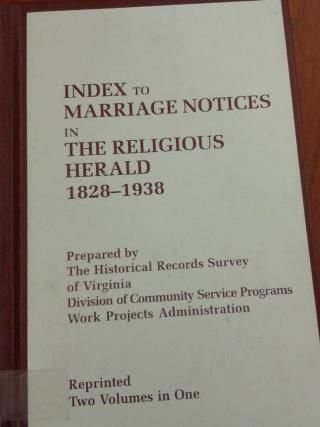 INDEX TO
MARRIAGE NOTICES
IN
THE RELIGIOUS
HERALD
1828–1938
Prepared by
The Historical Records Survey
of Virginia
Division of Community Service Programs
Work Projects Administration
Reprinted
Two Volumes in One